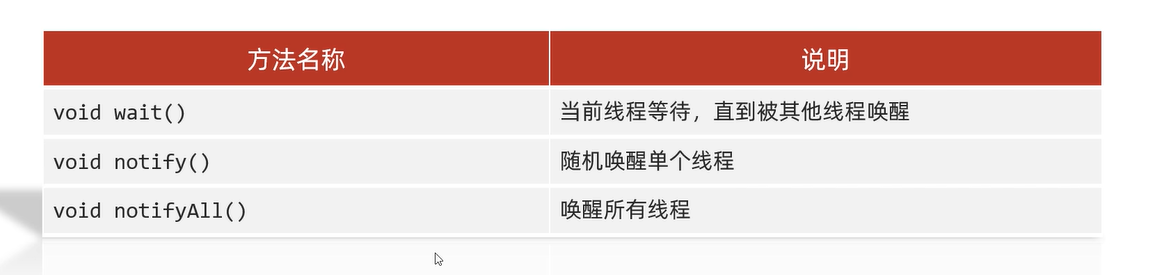 方法名称 说明
void wait() 当前线程等待，直到被其他线程唤醒
void notify() 随机唤醒单个线程
void notifyAll() 唤醒所有线程